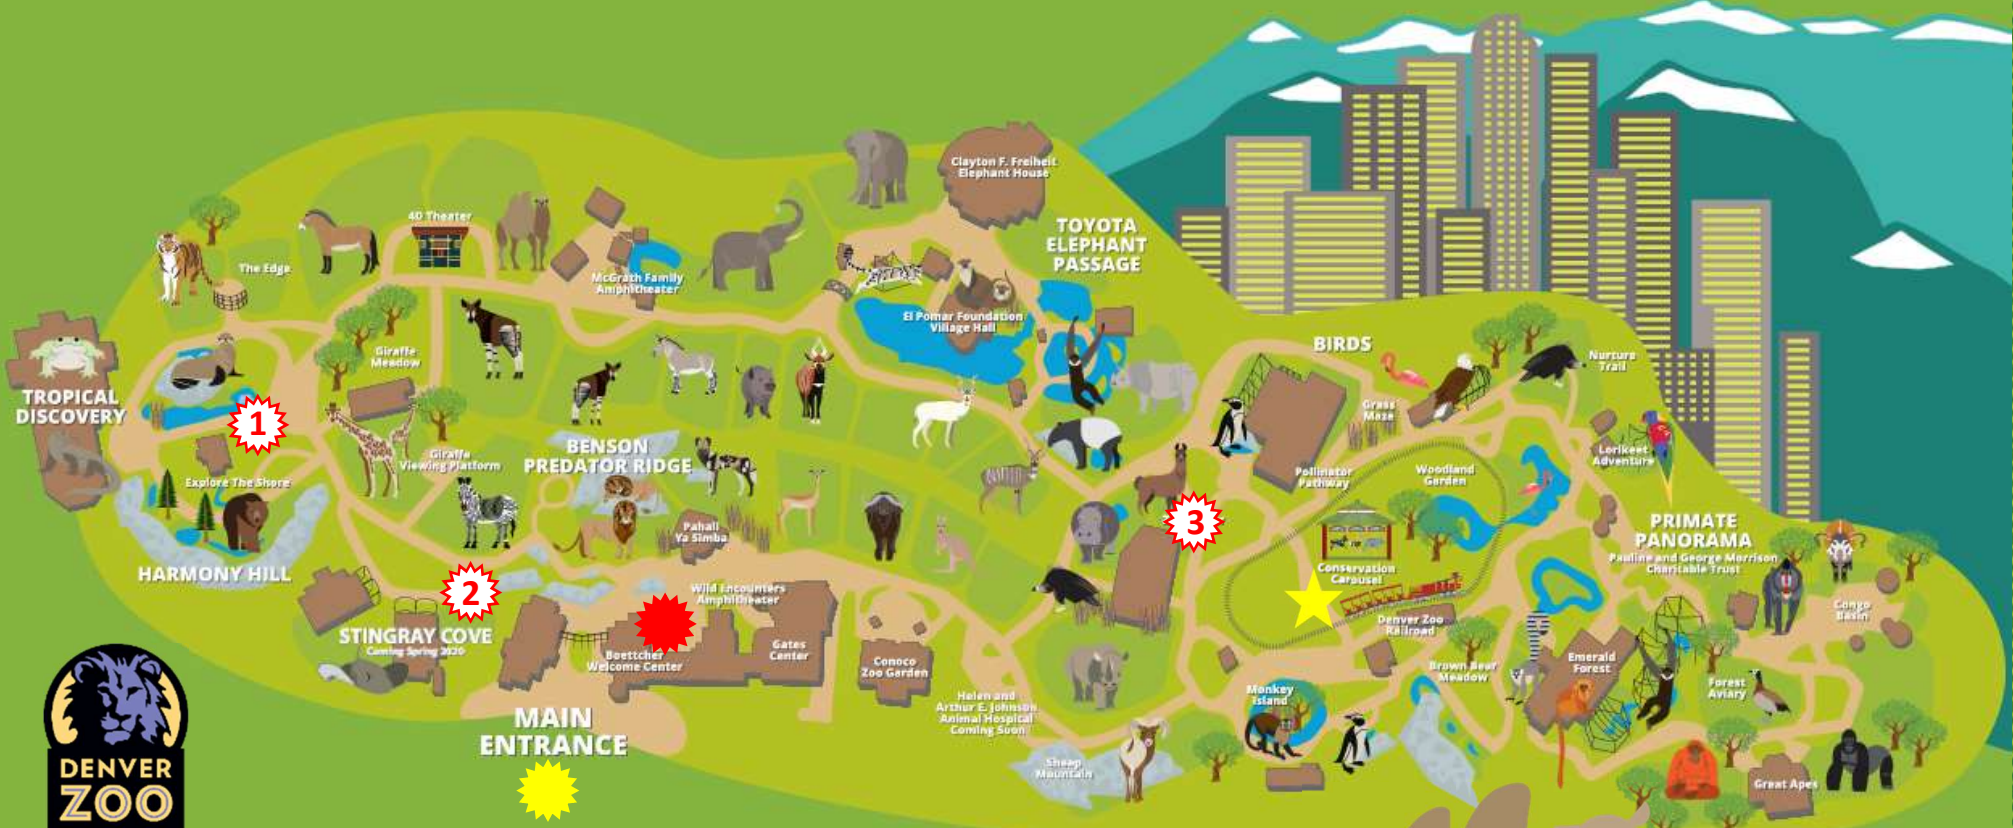 4D Theater
The Edge
McGrath Family
Amphitheater
Clayton F. Freiheit
Elephant House
TOYOTA
ELEPHANT
PASSAGE
El Pomar Foundation
Village Hall
Giraffe
Meadow
TROPICAL
DISCOVERY
1
Giraffe
Viewing Platform
BENSON
PREDATOR RIDGE
Explore The Shore
Pahali
Ya Simba
HARMONY HILL
2
STINGRAY COVE
Coming Spring 2020
Wild Encounters
Amphitheater
Boettcher
Welcome Center
Gates
Center
Conoco
Zoo Garden
MAIN
ENTRANCE
Helen and
Arthur E. Johnson
Animal Hospital
Coming Soon
Sheep
Mountain
BIRDS
Grass
Maze
Nurture
Trail
Lorikeet
Adventure
Pollinator
Pathway
Woodland
Garden
3
Conservation
Carousel
Denver Zoo
Railroad
PRIMATE
PANORAMA
Pauline and George Morrison
Charitable Trust
Congo
Basin
Monkey
Island
Brown Bear
Meadow
Emerald
Forest
Forest
Aviary
Great Apes
DENVER
ZOO